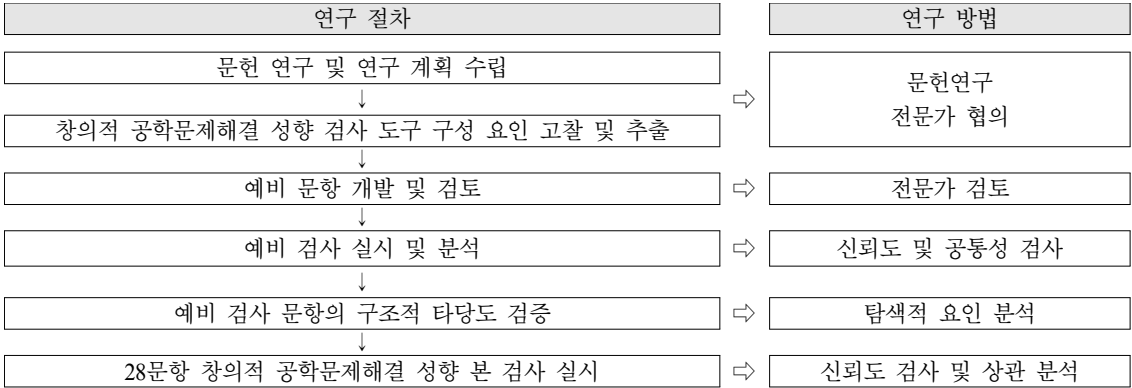 연구 절차
연구 방법
문헌 연구 및 연구 계획 수립
↓
창의적 공학문제해결 성향 검사 도구 구성 요인 고찰 및 추출
⇨
문헌연구
전문가 협의
↓
예비 문항 개발 및 검토
⇨
전문가 검토
↓
예비 검사 실시 및 분석
⇨
신뢰도 및 공통성 검사
↓
예비 검사 문항의 구조적 타당도 검증
⇨
탐색적 요인 분석
↓
28문항 창의적 공학문제해결 성향 본 검사 실시
⇨
신뢰도 검사 및 상관 분석